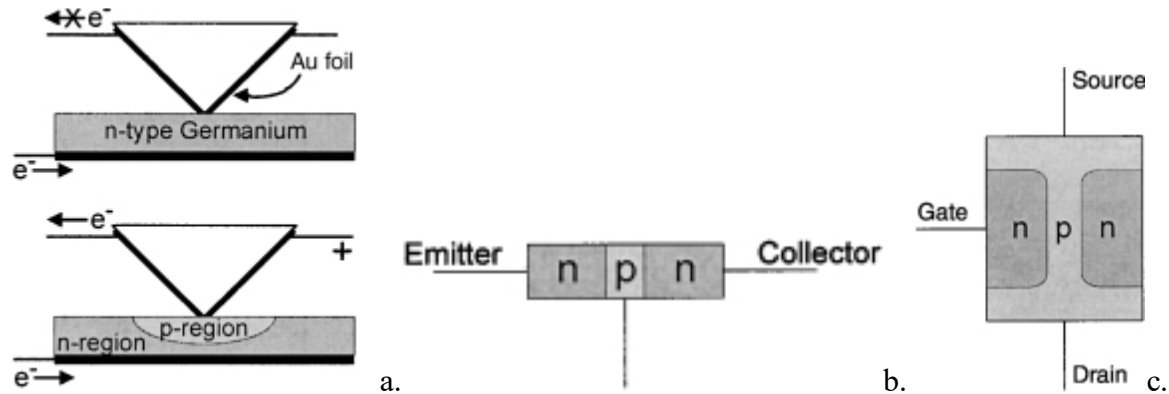 e⁻
Au foil
n-type Germanium
e⁻
e⁻
+
p-region
n-region
e⁻
a.
Emitter
n p n
Collector
b.
Source
Gate
n p n
Drain
c.